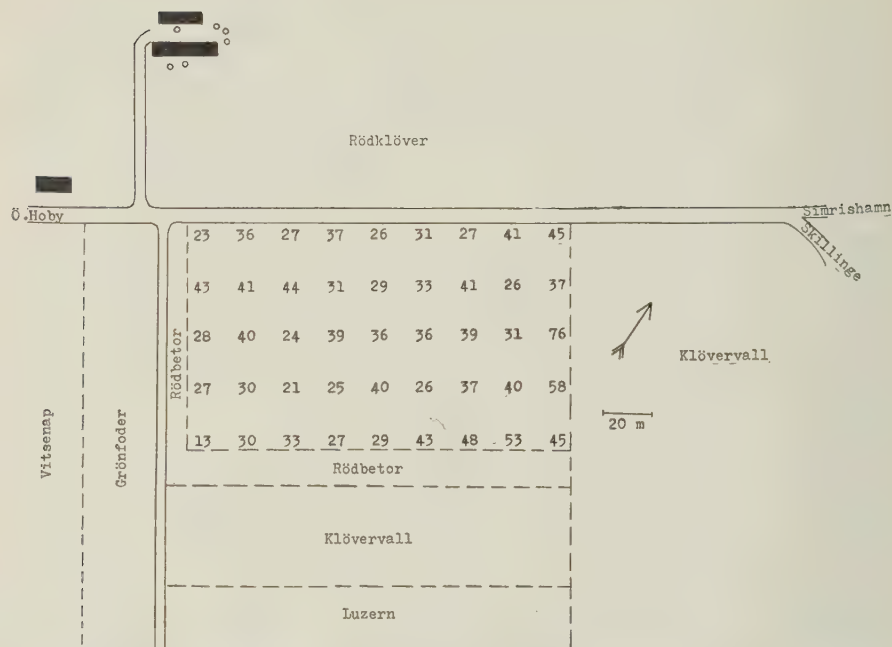 Rödklöver
Ö.Hoby
Simrishamn
Skillinge
23 36 27 37 26 31 27 41 45
43 41 44 31 29 33 41 26 37
28 40 24 39 36 36 39 31 76
27 30 21 25 40 26 37 40 58
13 30 33 27 29 43 48 53 45
Rödbetor
Klövervall
20 m
Vitsenap
Grönfoder
Rödbetor
Klövervall
Luzern